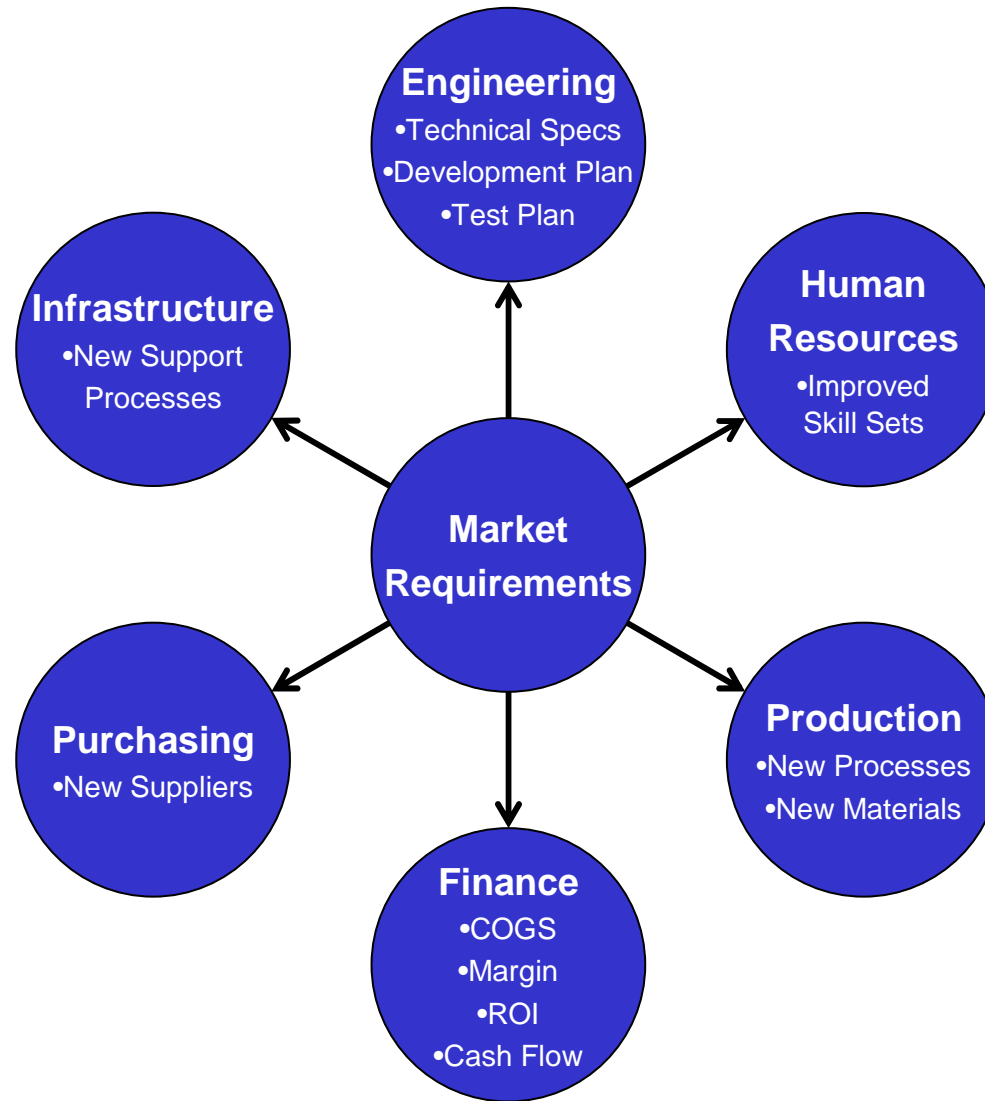 Engineering
•Technical Specs
•Development Plan
•Test Plan
Infrastructure
•New Support
Processes
Human
Resources
•Improved
Skill Sets
Market
Requirements
Purchasing
•New Suppliers
Production
•New Processes
•New Materials
Finance
•COGS
•Margin
•ROI
•Cash Flow